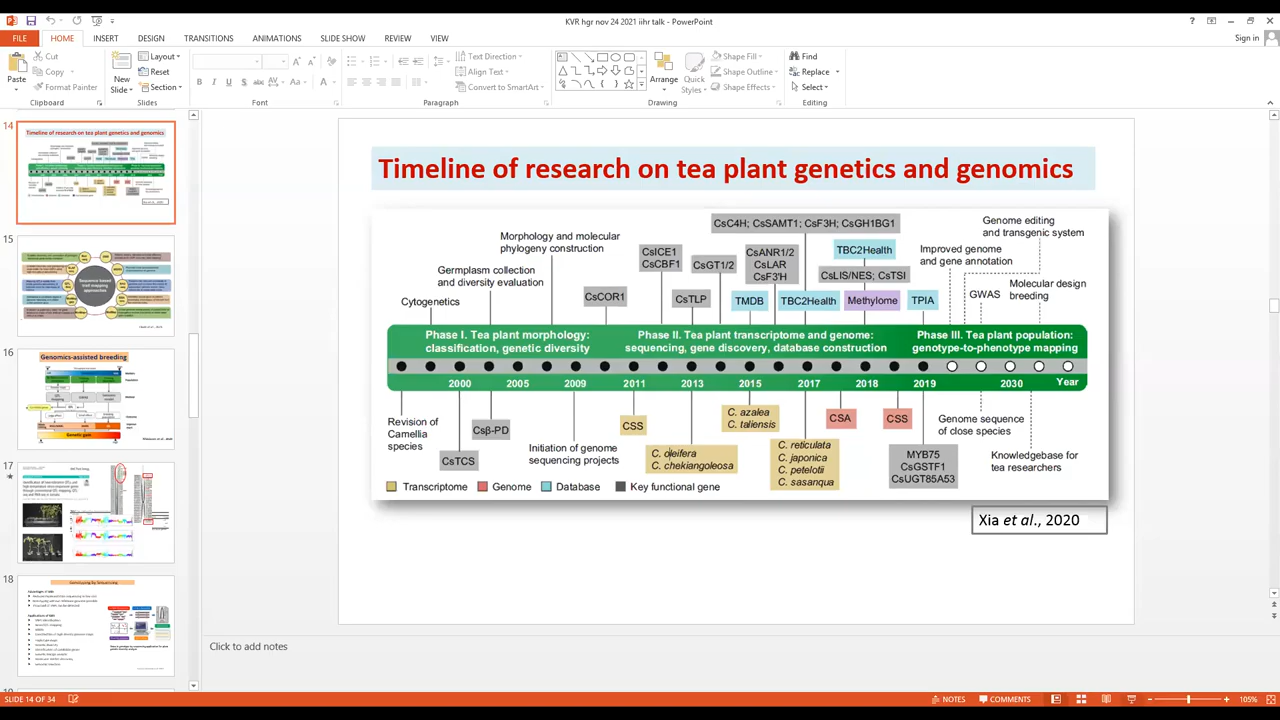 KVR hgr nov 24 2021 iihr talk - PowerPoint
FILE HOME INSERT DESIGN TRANSITIONS ANIMATIONS SLIDE SHOW REVIEW VIEW Sign in
Paste
Cut
Copy
Format Painter
Clipboard
New Slide
Layout
Reset
Section
Slides
Font
Text Direction
Align Text
Convert to SmartArt
Paragraph
Arrange
Quick Styles
Shape Fill
Shape Outline
Shape Effects
Drawing
Find
Replace
Select
Editing
14
Timeline of research on tea plant genetics and genomics
15
Sequence based trait mapping approaches
16
Genomics-assisted breeding
Genetic gain
17
18
Genotyping By Sequencing
Timeline of research on tea plant genetics and genomics
CsC4H; CsSAMT1; CsF3H; CsGH1BG1
Genome editing
and transgenic system
Morphology and molecular
phylogeny construction
CsICE1
CsCBF1
CsGT1/2
CsANR1/2
CsLAR
CsF3H
TBC2Health
Improved genome
and gene annotation
Germplasm collection
and diversity evaluation
CsLIS/NES; CsTSI
Molecular design
breeding
Cytogenetics
CsCOR1
CsTLP
TMDB
TBC2Health
Methylome
TPIA
GWAS
Phase I. Tea plant morphology:
classification, genetic diversity
Phase II. Tea plant transcriptome and genome:
sequencing, gene discovery, database construction
Phase III. Tea plant population:
genotype-to-phenotype mapping
2000 2005 2009 2011 2013 2015 2017 2018 2019 2030 Year
Revision of
Camellia
species
CsTCS
Csβ-PD
Initiation of genome
sequencing projects
CSS
C. oleifera
C. chekiangoleosa
C. azalea
C. taliensis
C. reticulata
C. japonica
C. petelotii
C. sasanqua
CSA
CSS
MYB75
CsGSTF1
CsUGT85A53
Genome sequence
of close species
Knowledgebase for
tea researchers
Transcriptome Genome Database Key functional gene
Xia et al., 2020
Click to add notes
SLIDE 14 OF 34 NOTES COMMENTS 105%